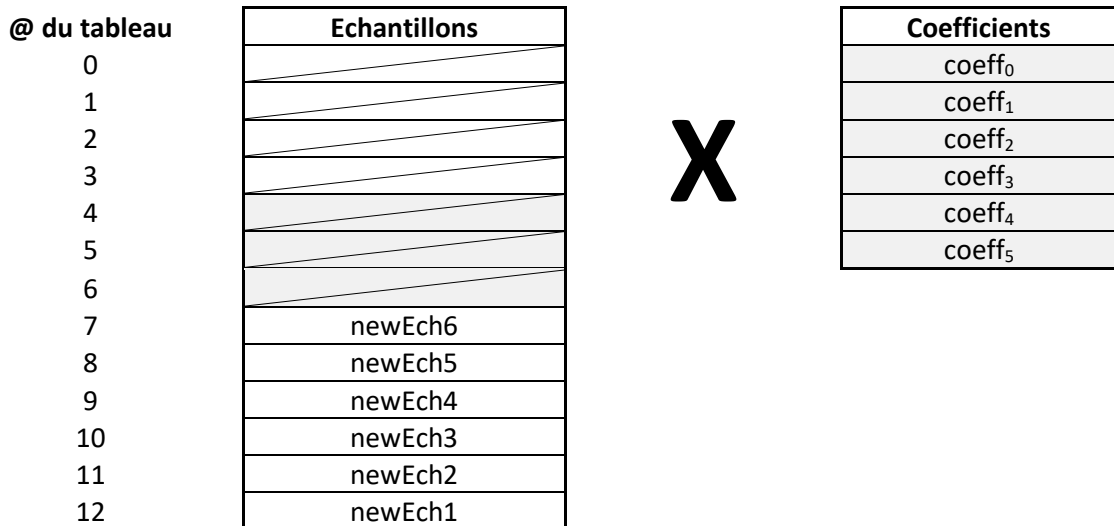 @ du tableau Echantillons Coefficients
0 coeff₀
1 coeff₁
2 coeff₂
X
3 coeff₃
4 coeff₄
5 coeff₅
6
7 newEch6
8 newEch5
9 newEch4
10 newEch3
11 newEch2
12 newEch1